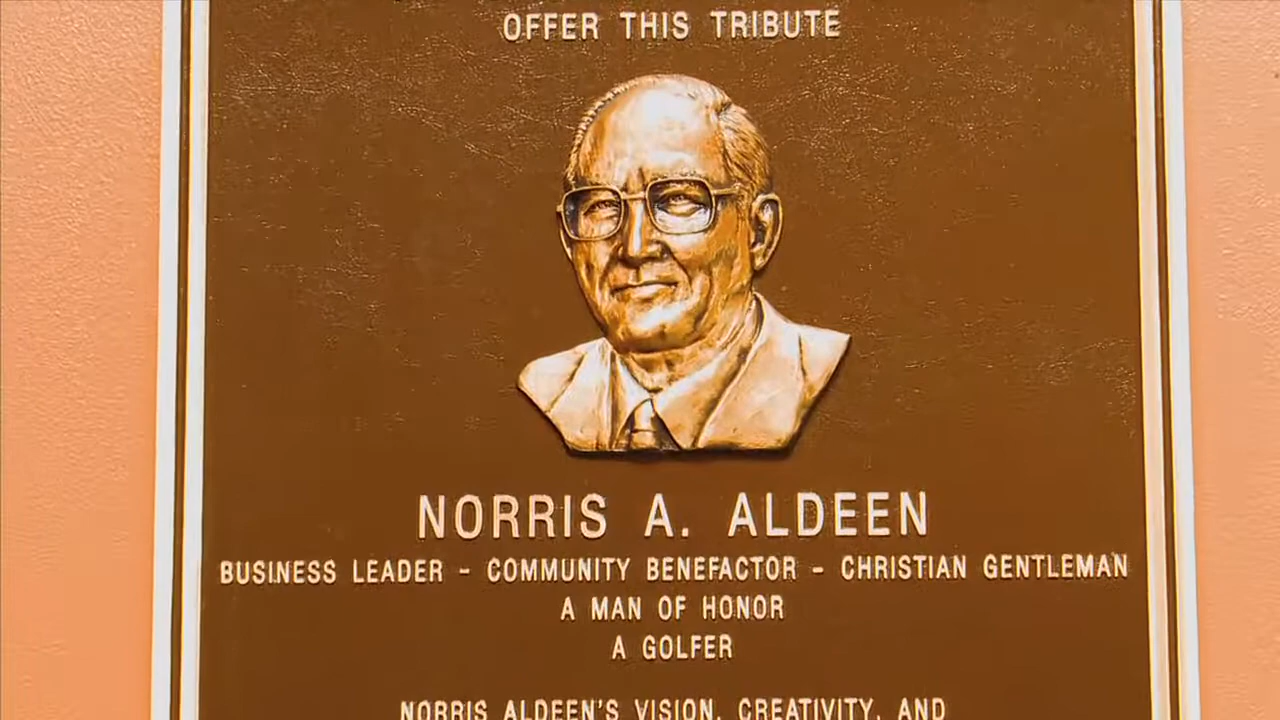 OFFER THIS TRIBUTE
NORRIS A. ALDEEN
BUSINESS LEADER - COMMUNITY BENEFACTOR - CHRISTIAN GENTLEMAN
A MAN OF HONOR
A GOLFER
NORRIS ALDEEN'S VISION, CREATIVITY, AND